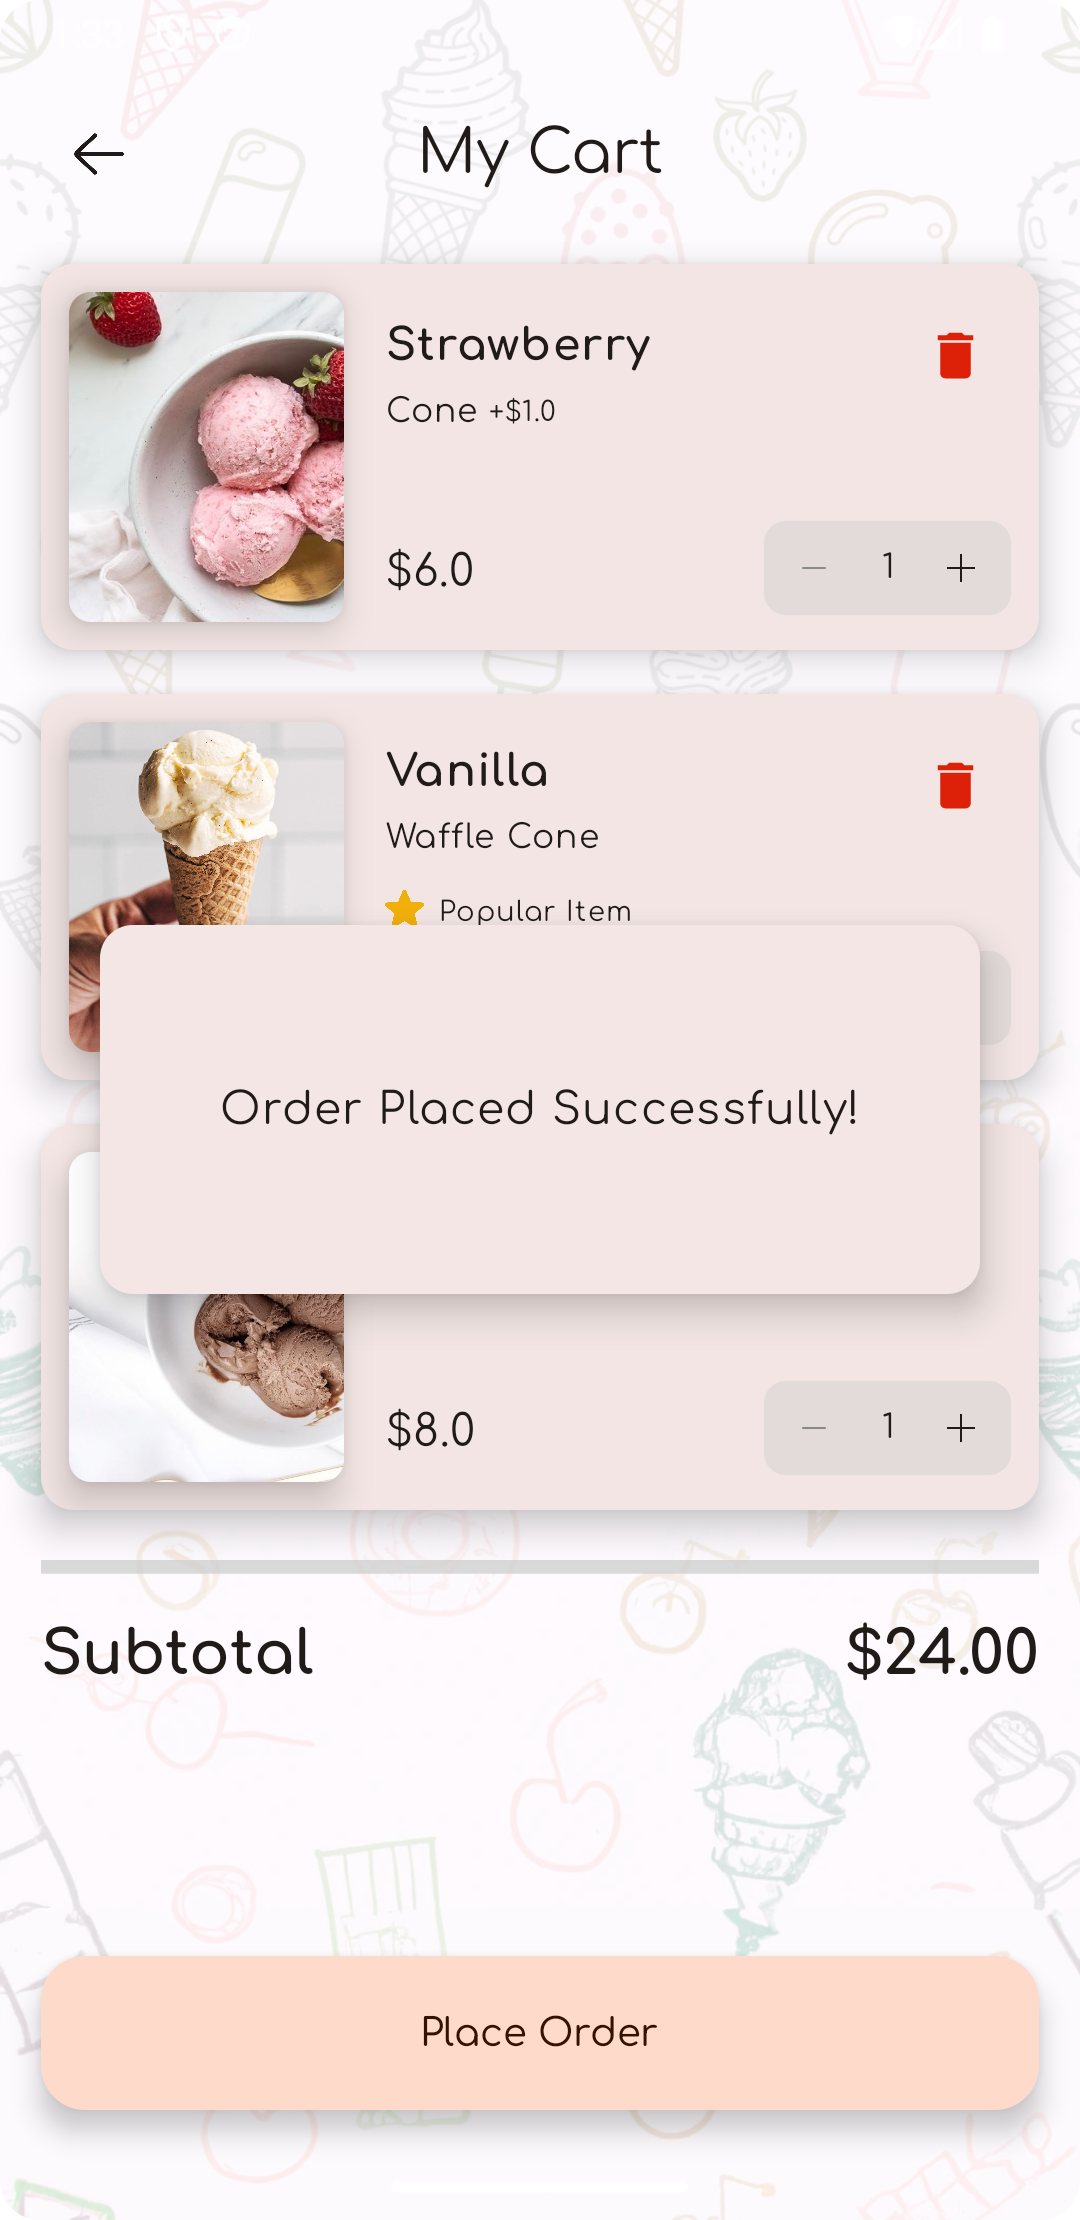 1:33
My Cart
Strawberry
Cone +$1.0
$6.0
1
Vanilla
Waffle Cone
Popular Item
Order Placed Successfully!
$8.0
1
Subtotal
$24.00
Place Order